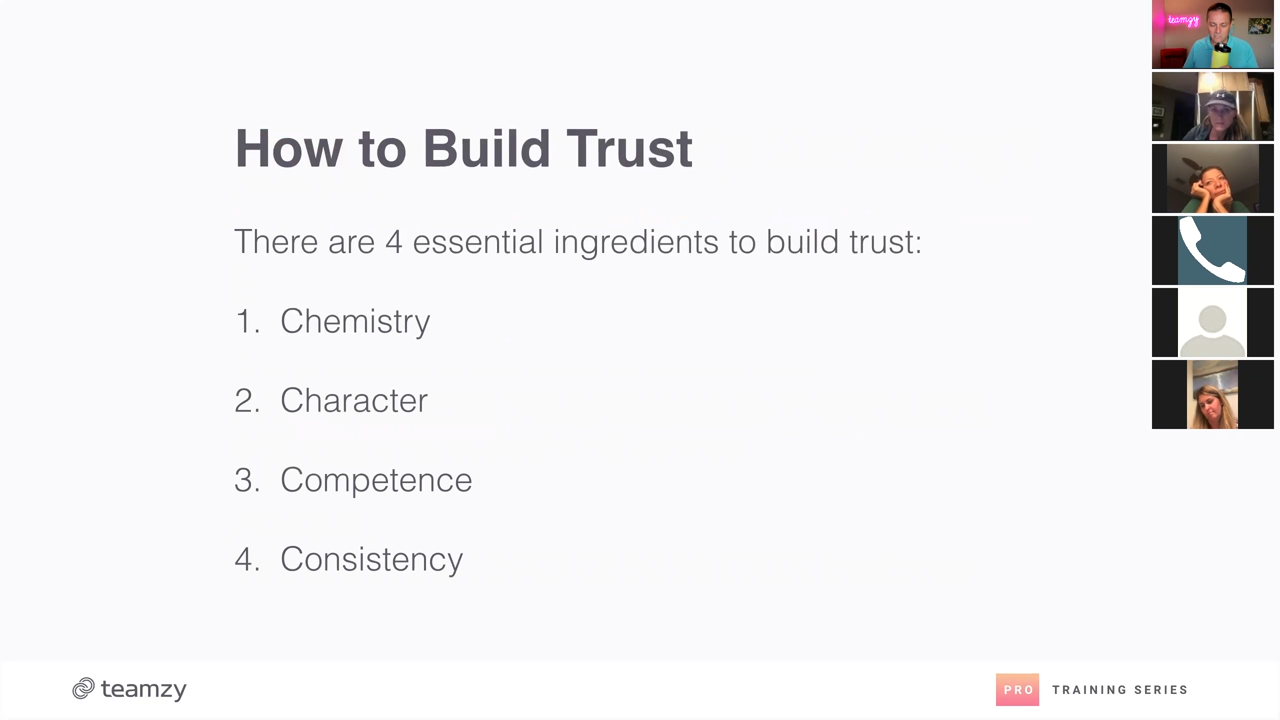 teamzy
How to Build Trust
There are 4 essential ingredients to build trust:
1. Chemistry
2. Character
3. Competence
4. Consistency
teamzy
PRO TRAINING SERIES